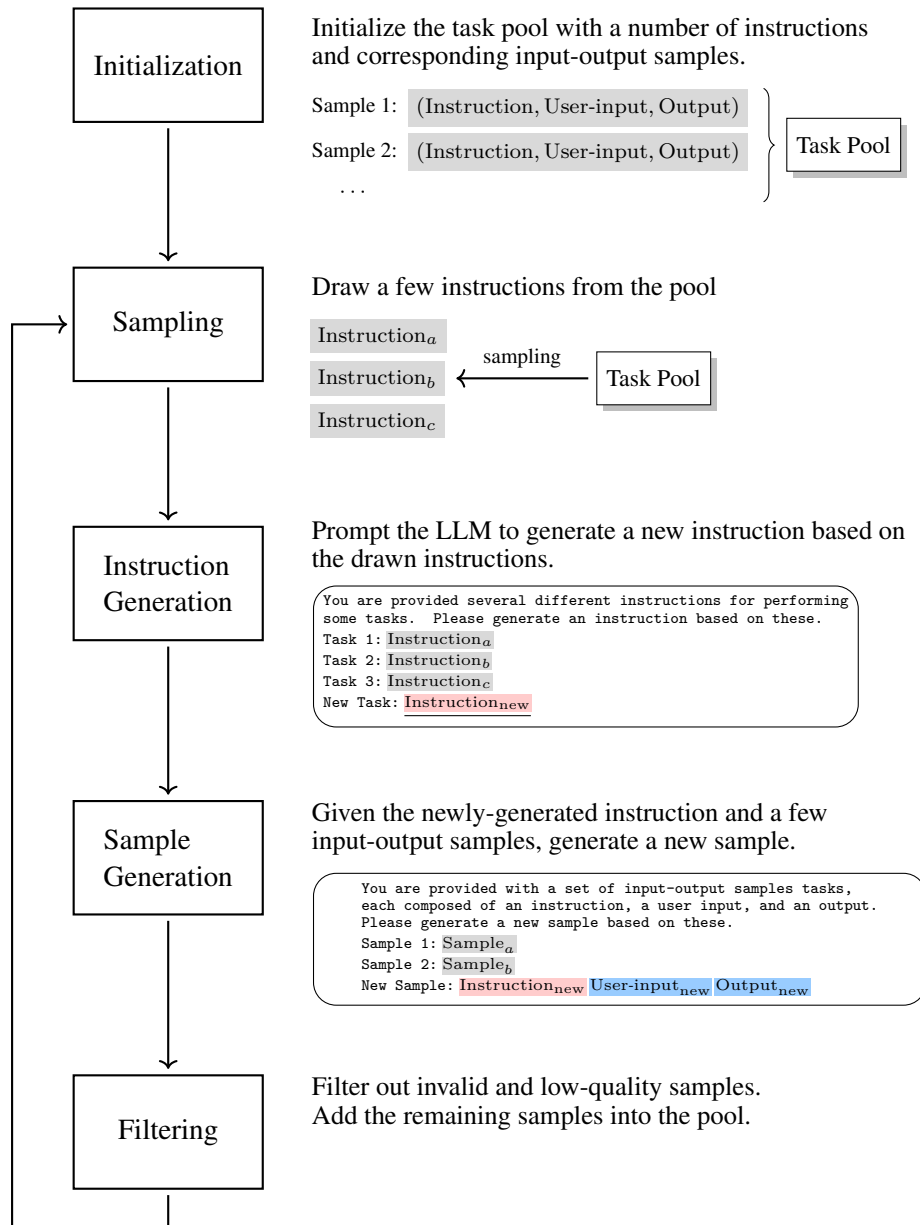 Initialization
Initialize the task pool with a number of instructions
and corresponding input-output samples.
Sample 1: (Instruction, User-input, Output)
Sample 2: (Instruction, User-input, Output)
...
Task Pool
Sampling
Draw a few instructions from the pool
Instruction_a
Instruction_b
Instruction_c
sampling
Task Pool
Instruction
Generation
Prompt the LLM to generate a new instruction based on
the drawn instructions.
You are provided several different instructions for performing
some tasks. Please generate an instruction based on these.
Task 1: Instruction_a
Task 2: Instruction_b
Task 3: Instruction_c
New Task: Instruction_new
Sample
Generation
Given the newly-generated instruction and a few
input-output samples, generate a new sample.
You are provided with a set of input-output samples tasks,
each composed of an instruction, a user input, and an output.
Please generate a new sample based on these.
Sample 1: Sample_a
Sample 2: Sample_b
New Sample: Instruction_new User-input_new Output_new
Filtering
Filter out invalid and low-quality samples.
Add the remaining samples into the pool.